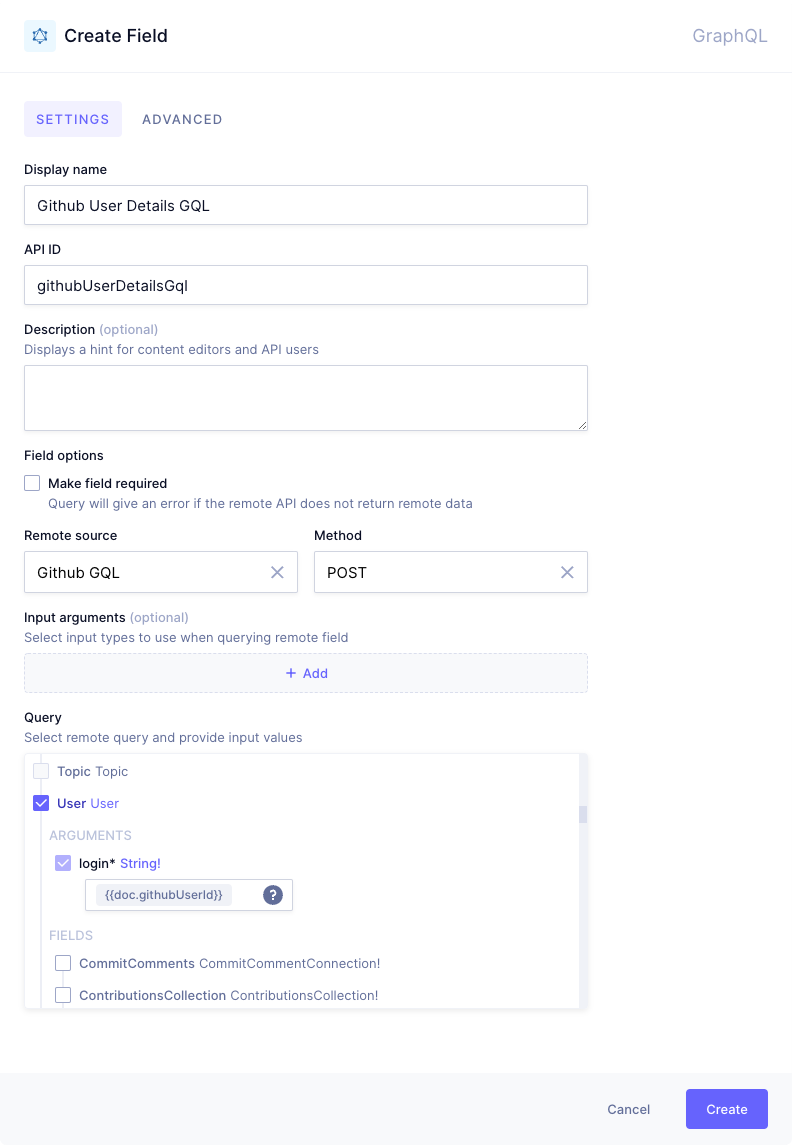 Create Field
GraphQL
SETTINGS ADVANCED
Display name
Github User Details GQL
API ID
githubUserDetailsGql
Description (optional)
Displays a hint for content editors and API users
Field options
Make field required
Query will give an error if the remote API does not return remote data
Remote source Method
Github GQL POST
Input arguments (optional)
Select input types to use when querying remote field
+ Add
Query
Select remote query and provide input values
Topic Topic
User User
ARGUMENTS
login* String!
{{doc.githubUserId}} ?
FIELDS
CommitComments CommitCommentConnection!
ContributionsCollection ContributionsCollection!
Cancel Create